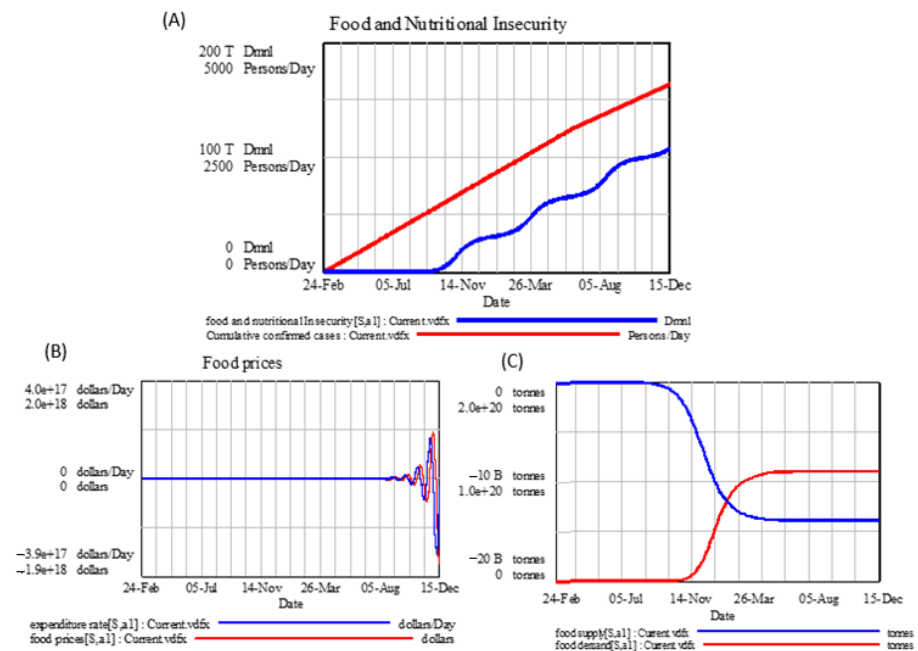 (A)
Food and Nutritional Insecurity
200 T Dmnl
5000 Persons/Day
100 T Dmnl
2500 Persons/Day
0 Dmnl
0 Persons/Day
24-Feb 05-Jul 14-Nov 26-Mar 05-Aug 15-Dec
Date
food and nutritionalInsecurity[S,a1] : Current.vdfx Dmnl
Cumulative confirmed cases : Current.vdfx Persons/Day
(B)
Food prices
4.0e+17 dollars/Day
2.0e+18 dollars
0 dollars/Day
0 dollars
−3.9e+17 dollars/Day
−1.9e+18 dollars
24-Feb 05-Jul 14-Nov 26-Mar 05-Aug 15-Dec
Date
expenditure rate[S,a1] : Current.vdfx dollars/Day
food prices[S,a1] : Current.vdfx dollars
(C)
0 tonnes
2.0e+20 tonnes
−10 B tonnes
1.0e+20 tonnes
−20 B tonnes
0 tonnes
24-Feb 05-Jul 14-Nov 26-Mar 05-Aug 15-Dec
Date
food supply[S,a1] : Current.vdfx tonnes
food demand[S,a1] : Current.vdfx tonnes